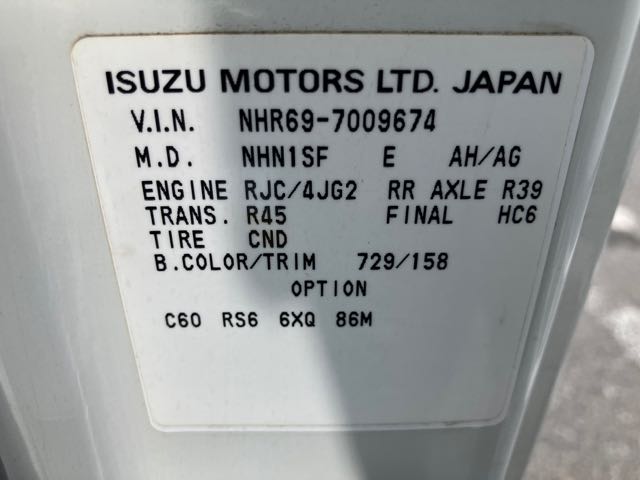 ISUZU MOTORS LTD. JAPAN
V.I.N. NHR69-7009674
M.D. NHN1SF E AH/AG
ENGINE RJC/4JG2 RR AXLE R39
TRANS. R45 FINAL HC6
TIRE CND
B.COLOR/TRIM 729/158
OPTION
C60 RS6 6XQ 86M